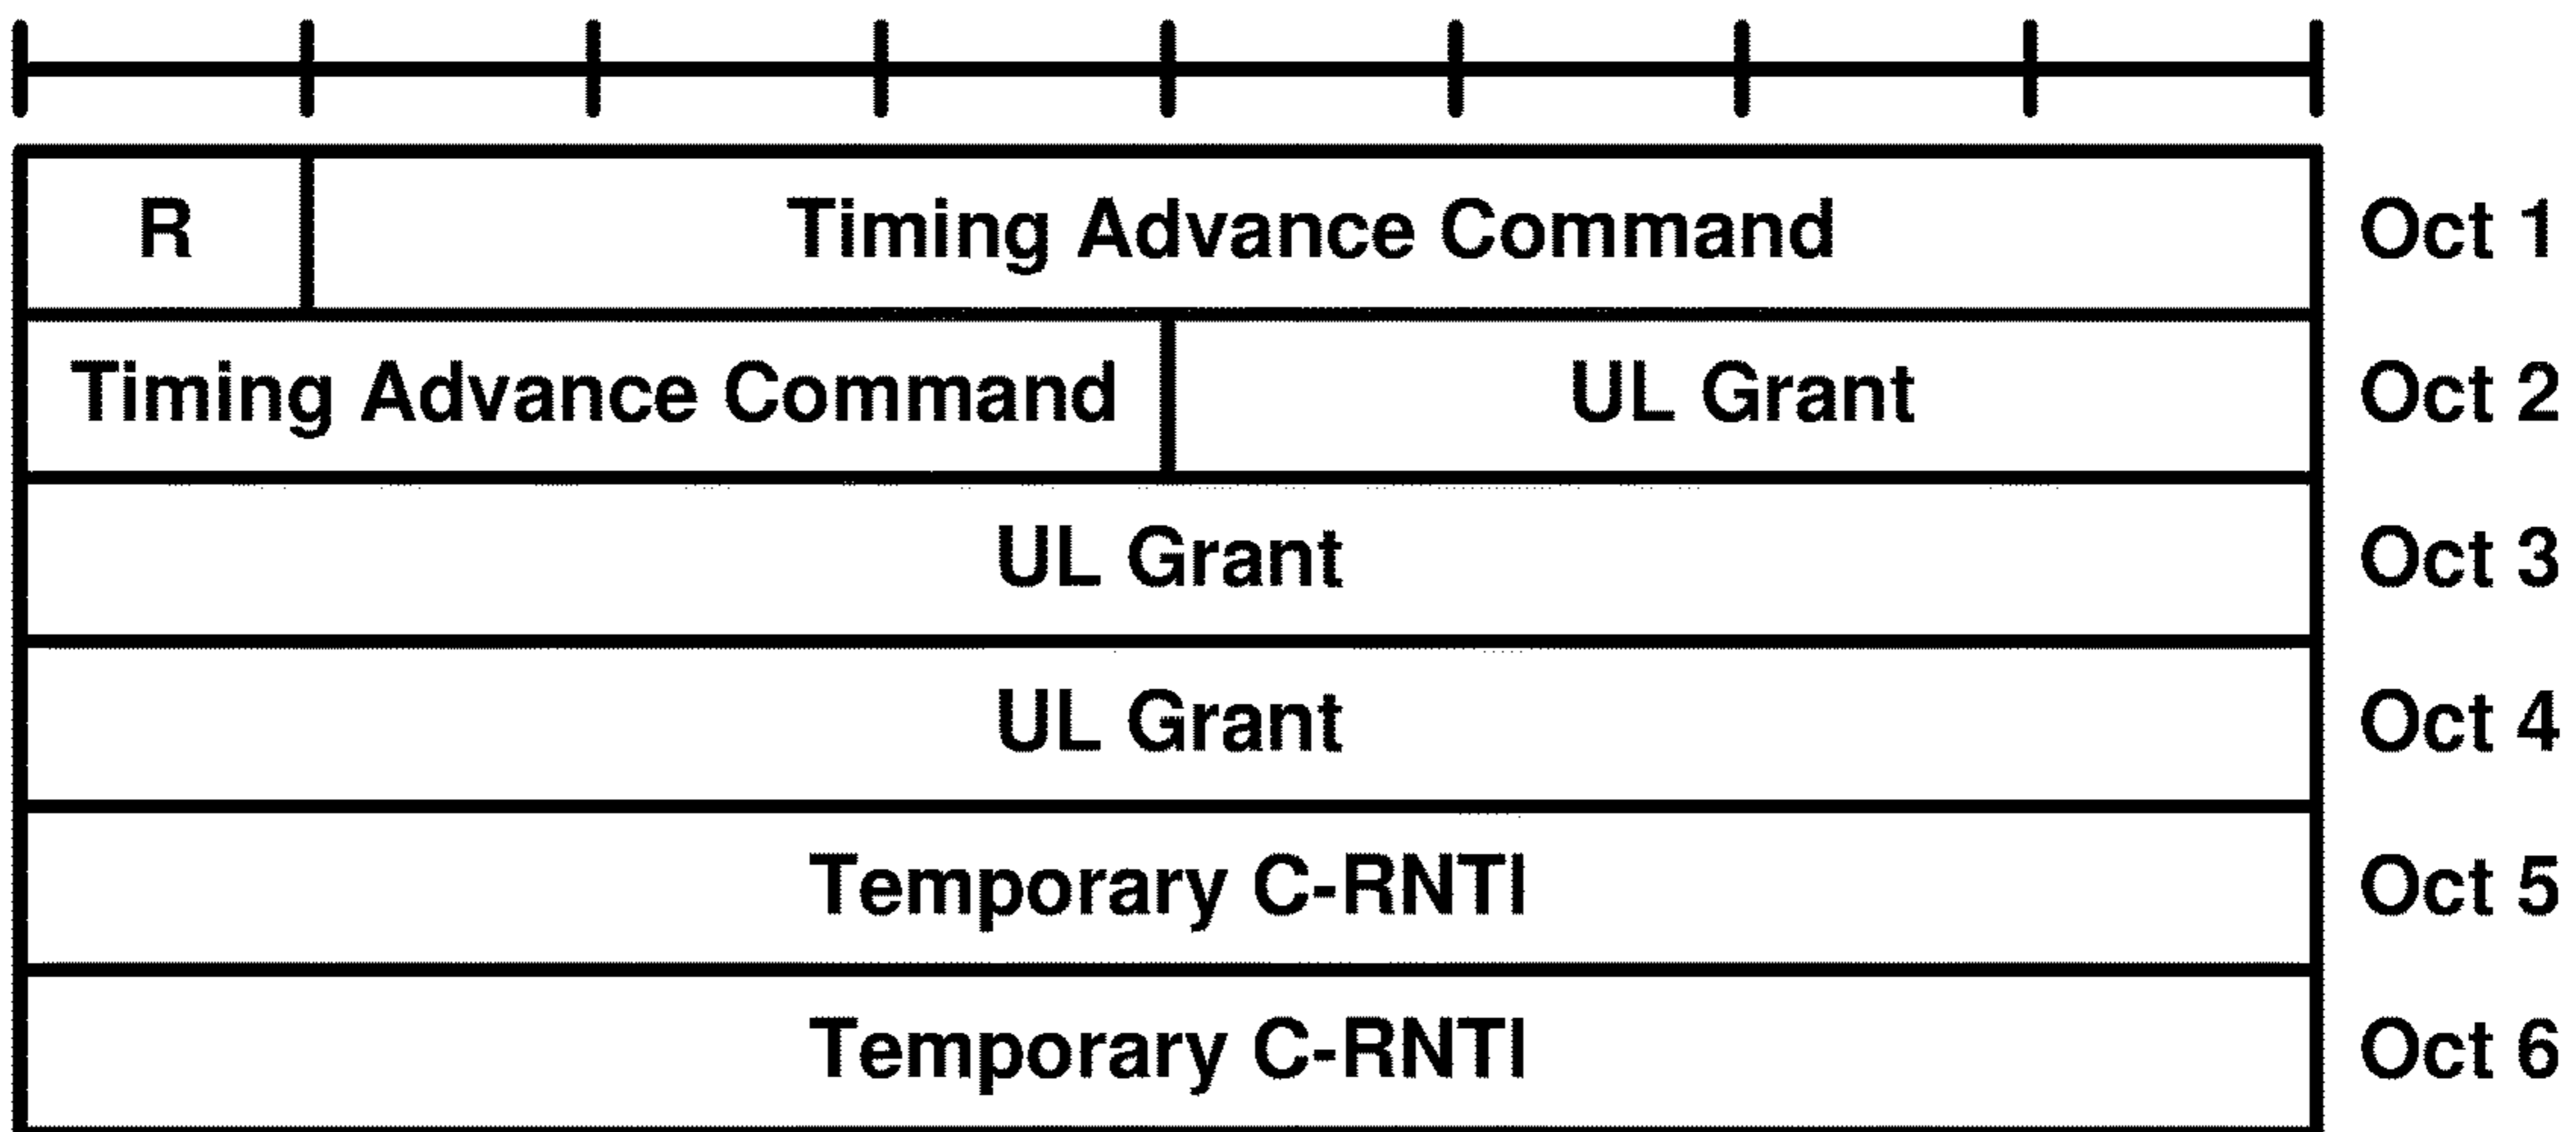 R Timing Advance Command Oct 1
Timing Advance Command UL Grant Oct 2
UL Grant Oct 3
UL Grant Oct 4
Temporary C-RNTI Oct 5
Temporary C-RNTI Oct 6